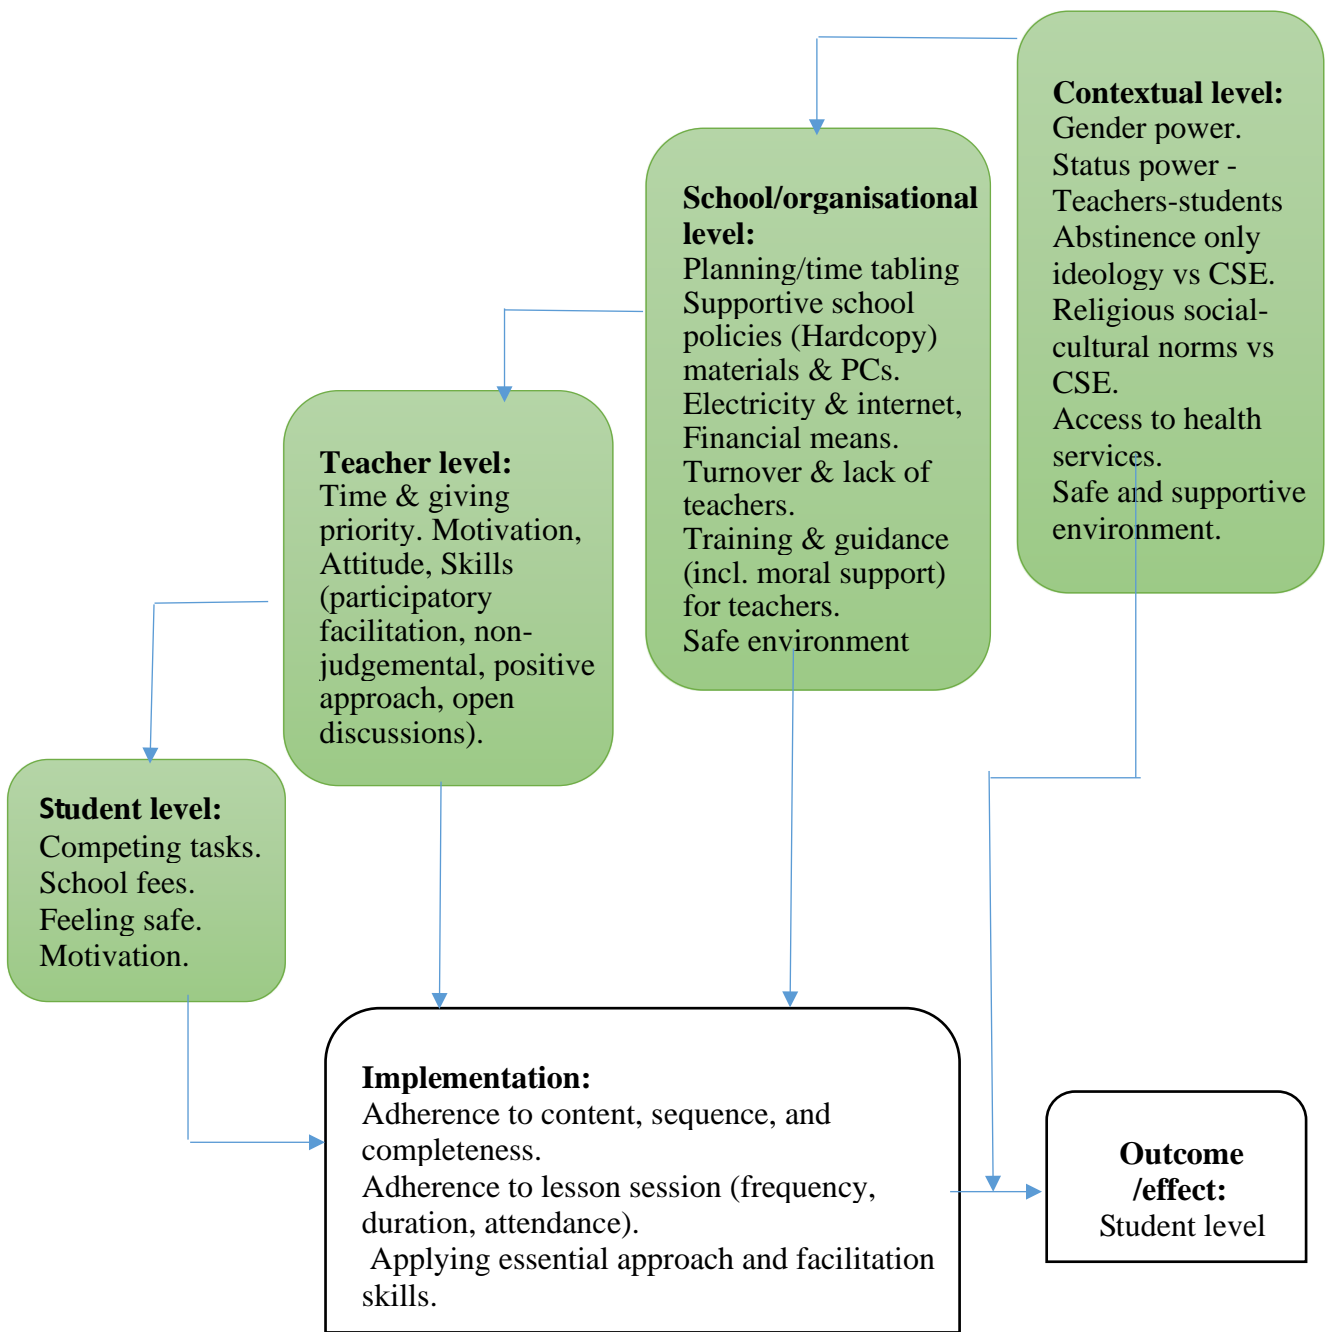 Contextual level:
Gender power.
Status power -
Teachers-students
Abstinence only
ideology vs CSE.
Religious social-
cultural norms vs
CSE.
Access to health
services.
Safe and supportive
environment.
School/organisational
level:
Planning/time tabling
Supportive school
policies (Hardcopy)
materials & PCs.
Electricity & internet,
Financial means.
Turnover & lack of
teachers.
Training & guidance
(incl. moral support)
for teachers.
Safe environment
Teacher level:
Time & giving
priority. Motivation,
Attitude, Skills
(participatory
facilitation, non-
judgemental, positive
approach, open
discussions).
Student level:
Competing tasks.
School fees.
Feeling safe.
Motivation.
Implementation:
Adherence to content, sequence, and
completeness.
Adherence to lesson session (frequency,
duration, attendance).
Applying essential approach and facilitation
skills.
Outcome
/effect:
Student level